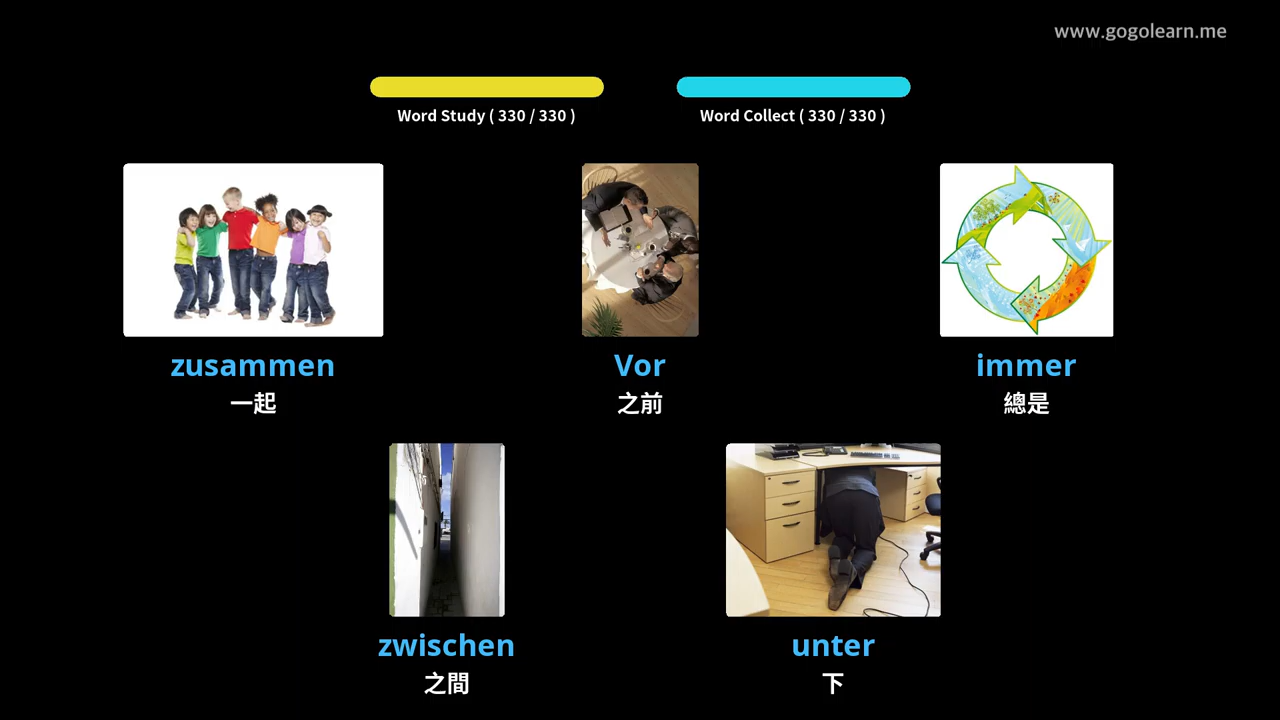 www.gogolearn.me
Word Study ( 330 / 330 )
Word Collect ( 330 / 330 )
zusammen
一起
Vor
之前
immer
總是
zwischen
之間
unter
下